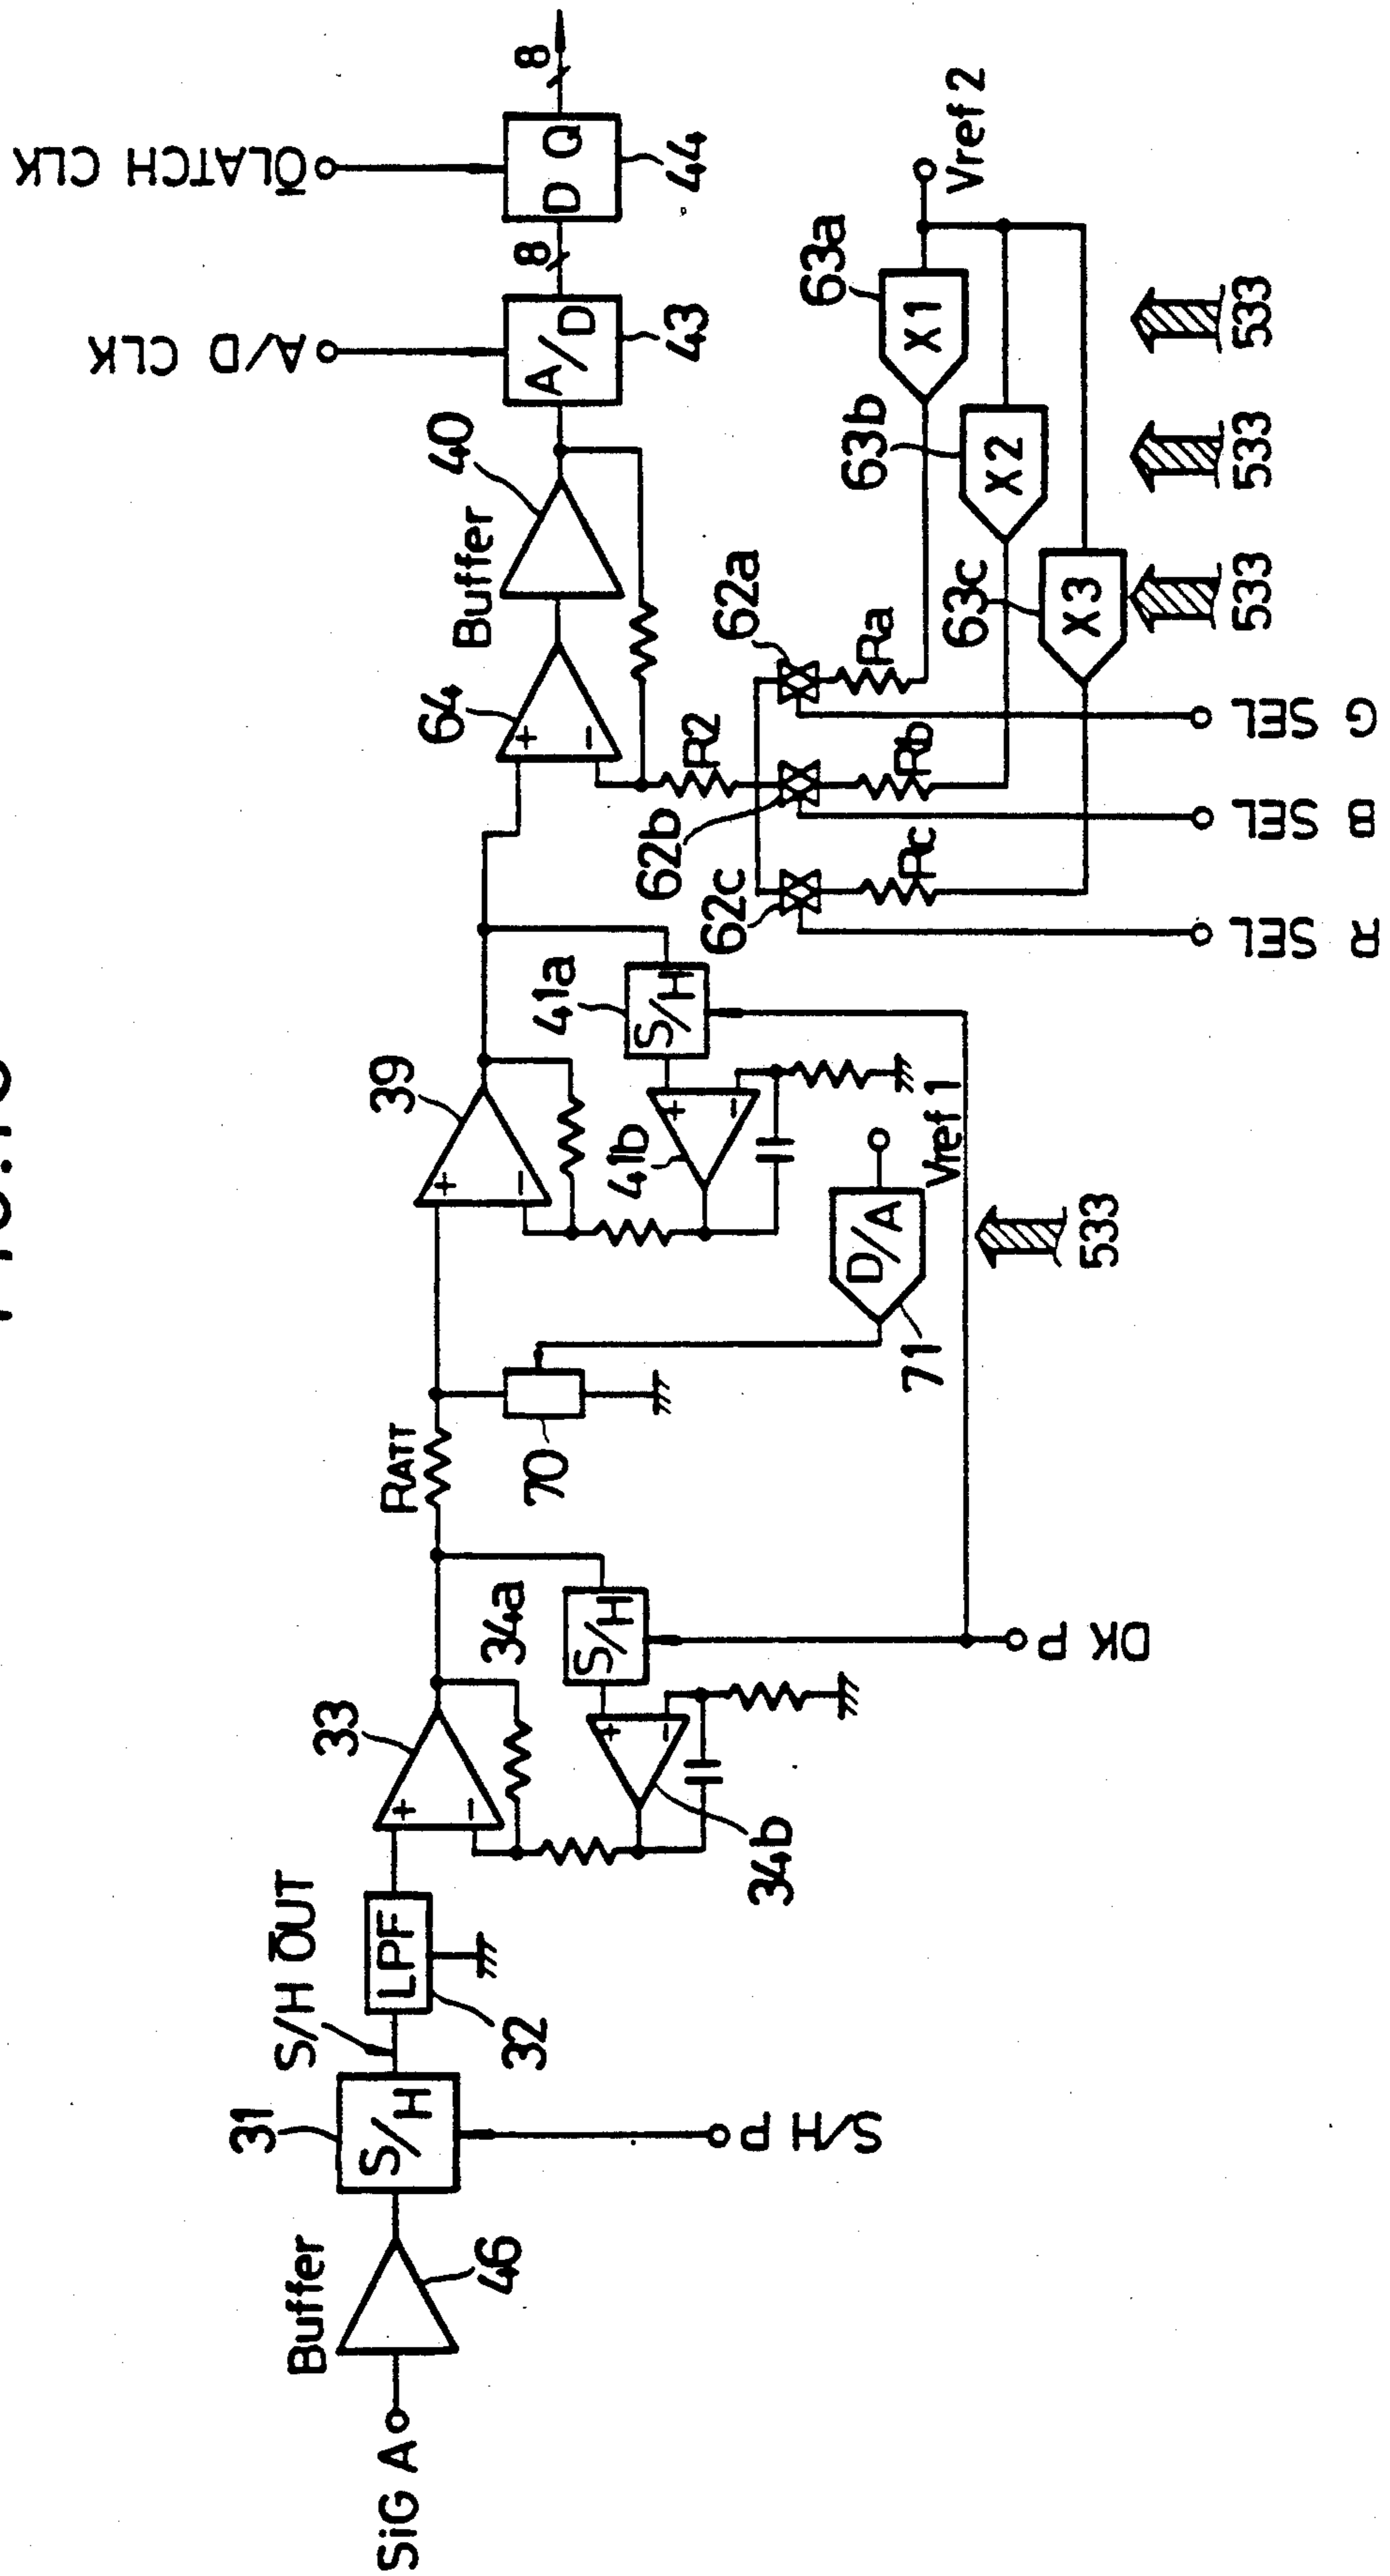 SiG A
Buffer
46
31
S/H
S/H P
S/H OUT
LPF
32
33
+
−
34a
S/H
+
−
34b
DK P
RATT
70
39
+
−
41a
S/H
+
−
41b
D/A
71
Vref 1
533
64
+
−
Buffer
40
R2
62a
62b
62c
Ra
Rb
Rc
R SEL
B SEL
G SEL
63a
X1
63b
X2
63c
X3
533
533
533
Vref 2
A/D CLK
A/D
43
8
OLATCH CLK
D Q
44
8